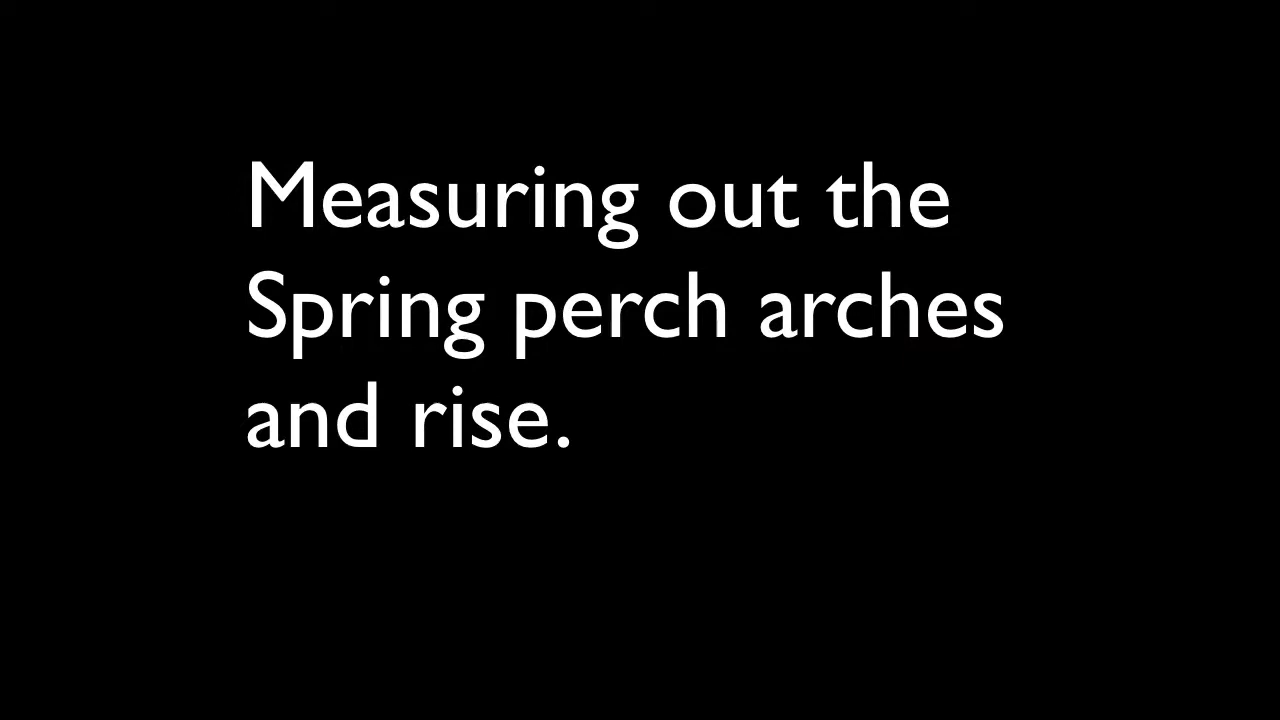 Measuring out the
Spring perch arches
and rise.